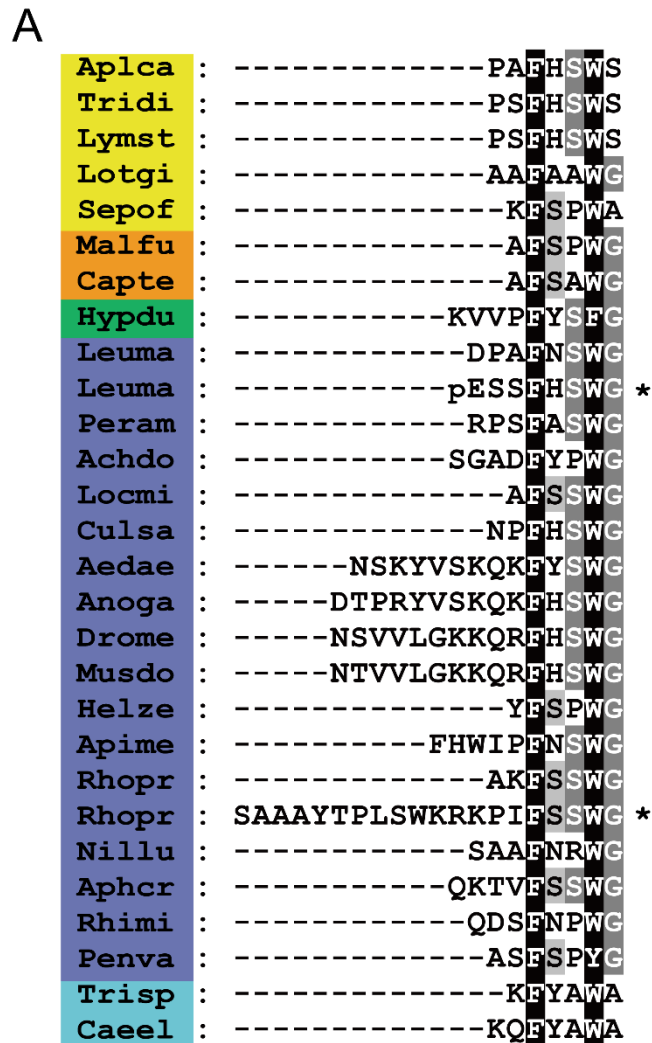 A
Aplca : -------------PAFHSWS
Tridi : -------------PSFHSWS
Lymst : -------------PSFHSWS
Lotgi : -------------AAFAAWG
Sepof : --------------KFSPWA
Malfu : --------------AFSPWG
Capte : --------------AFSAWG
Hypdu : -----------KVVPFYSFG
Leuma : ------------DPAFNSWG
Leuma : -----------pESSFHSWG *
Peram : ------------RPSFASWG
Achdo : -----------SGADFYPWG
Locmi : --------------AFSSWG
Culsa : -------------NPFHSWG
Aedae : ------NSKYVSKQKFYSWG
Anoga : -----DTPRYVSKQKFHSWG
Drome : -----NSVVLGKKQRFHSWG
Musdo : -----NTVVLGKKQRFHSWG
Helze : --------------YFSPWG
Apime : ----------FHWIPFNSWG
Rhopr : -------------AKFSSWG
Rhopr : SAAAYTPLSWKRKPIFSSWG *
Nillu : ------------SAAFNRWG
Aphcr : -----------QKTVFSSWG
Rhimi : ------------QDSFNPWG
Penva : -------------ASFSPYG
Trisp : --------------KFYAWA
Caeel : -------------KQFYAWA